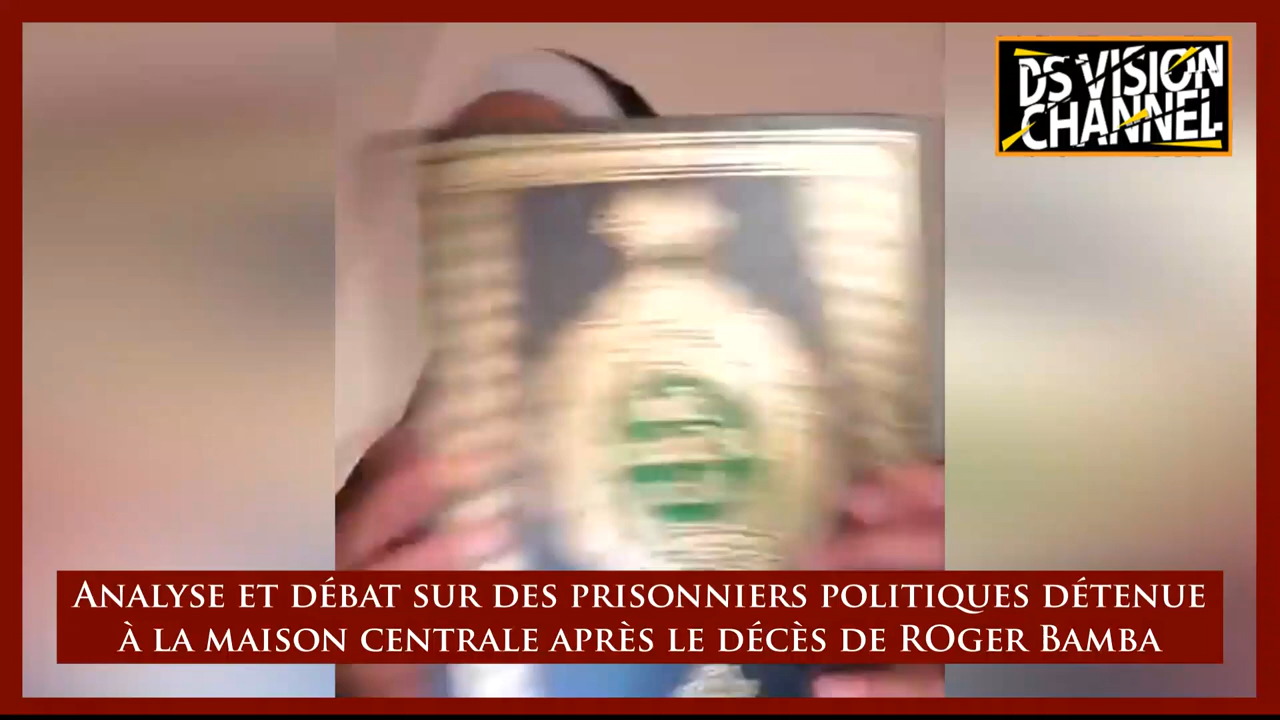 DS VISION
CHANNEL
Analyse et débat sur des prisonniers politiques détenue
à la maison centrale après le décès de ROger Bamba